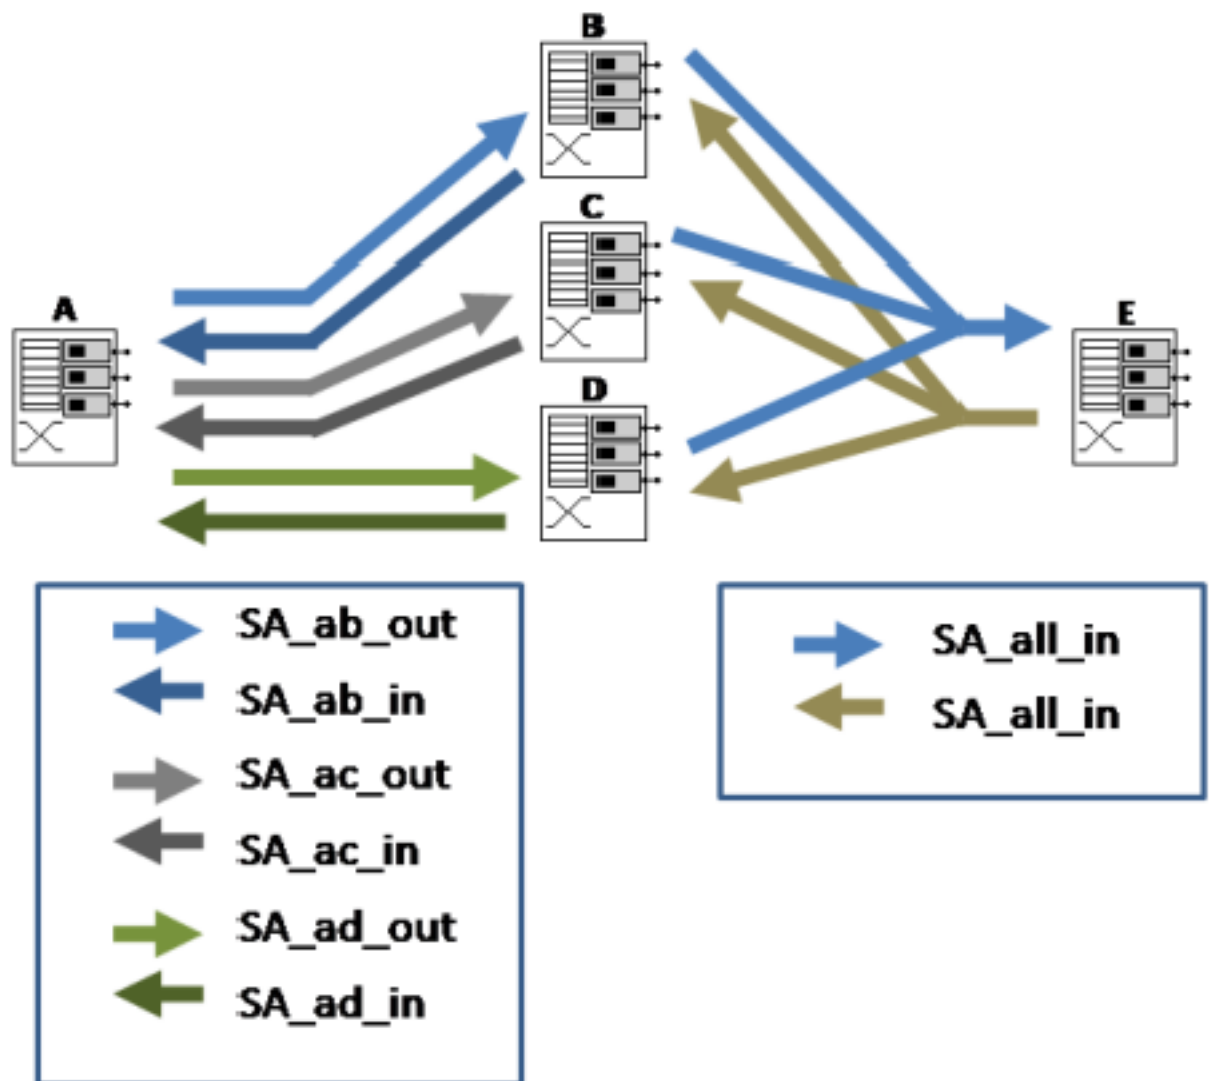 B
C
A
E
D
SA_ab_out
SA_ab_in
SA_ac_out
SA_ac_in
SA_ad_out
SA_ad_in
SA_all_in
SA_all_in